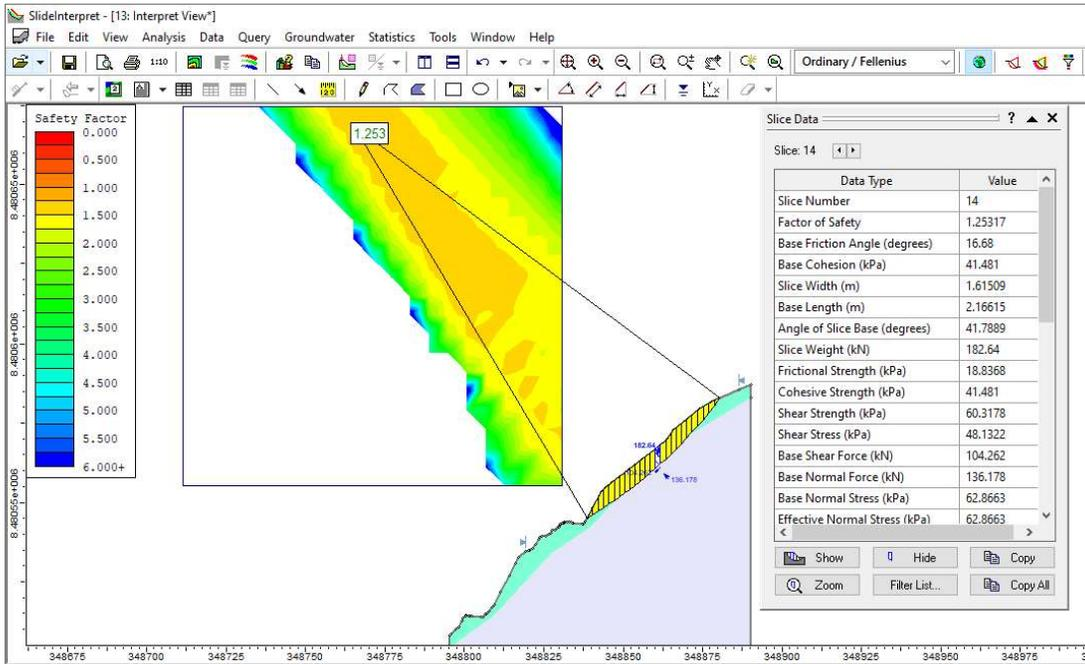 SlideInterpret - [13: Interpret View*]
File Edit View Analysis Data Query Groundwater Statistics Tools Window Help
1:10 Ordinary / Fellenius
Safety Factor
0.000
0.500
1.000
1.500
2.000
2.500
3.000
3.500
4.000
4.500
5.000
5.500
6.000+
8.48065e+006
8.4806e+006
8.48055e+006
1.253
182.64
136.178
348675 348700 348725 348750 348775 348800 348825 348850 348875 348900 348925 348950 348975
Slice Data ?
Slice: 14
Data Type Value
Slice Number 14
Factor of Safety 1.25317
Base Friction Angle (degrees) 16.68
Base Cohesion (kPa) 41.481
Slice Width (m) 1.61509
Base Length (m) 2.16615
Angle of Slice Base (degrees) 41.7889
Slice Weight (kN) 182.64
Frictional Strength (kPa) 18.8368
Cohesive Strength (kPa) 41.481
Shear Strength (kPa) 60.3178
Shear Stress (kPa) 48.1322
Base Shear Force (kN) 104.262
Base Normal Force (kN) 136.178
Base Normal Stress (kPa) 62.8663
Effective Normal Stress (kPa) 62.8663
Show Hide Copy
Zoom Filter List... Copy All